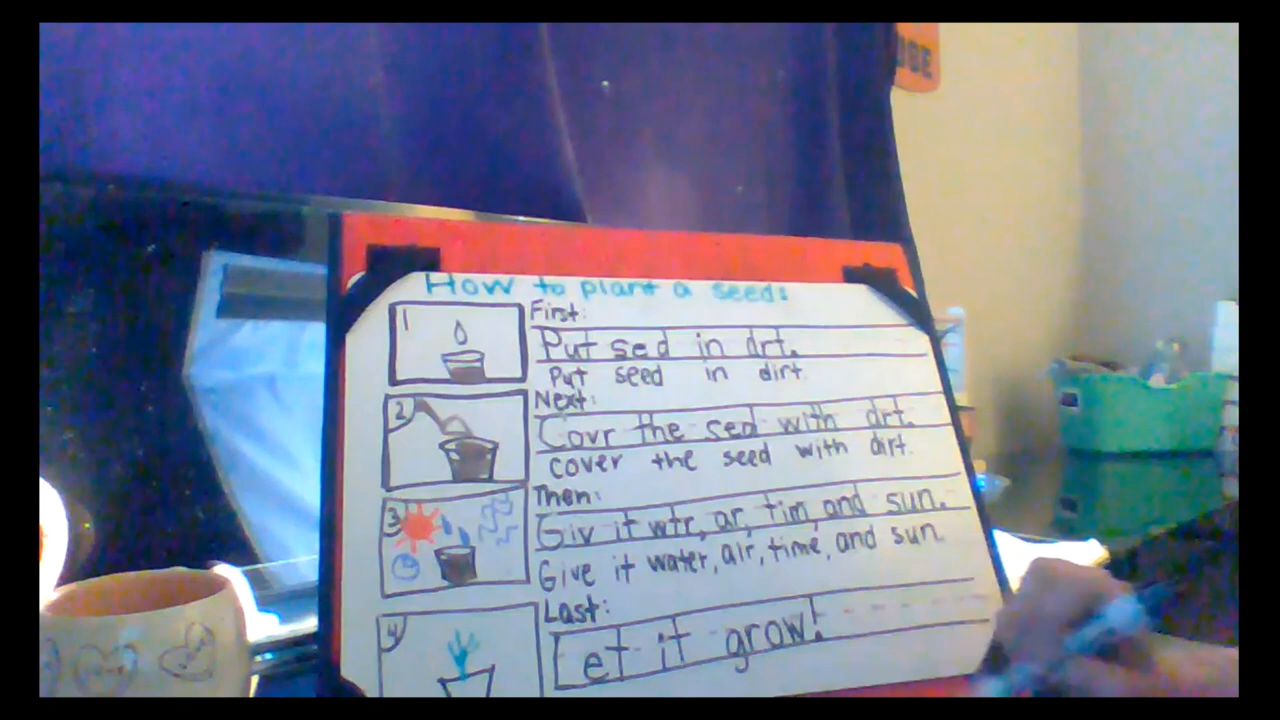 How to plant a seed:
1
First:
Put sed in drt.
Put seed in dirt.
2
Next:
Covr the sed with drt.
cover the seed with dirt.
3
Then:
Giv it wtr, ar, tim, and sun.
Give it water, air, time, and sun.
4
Last:
Let it grow!